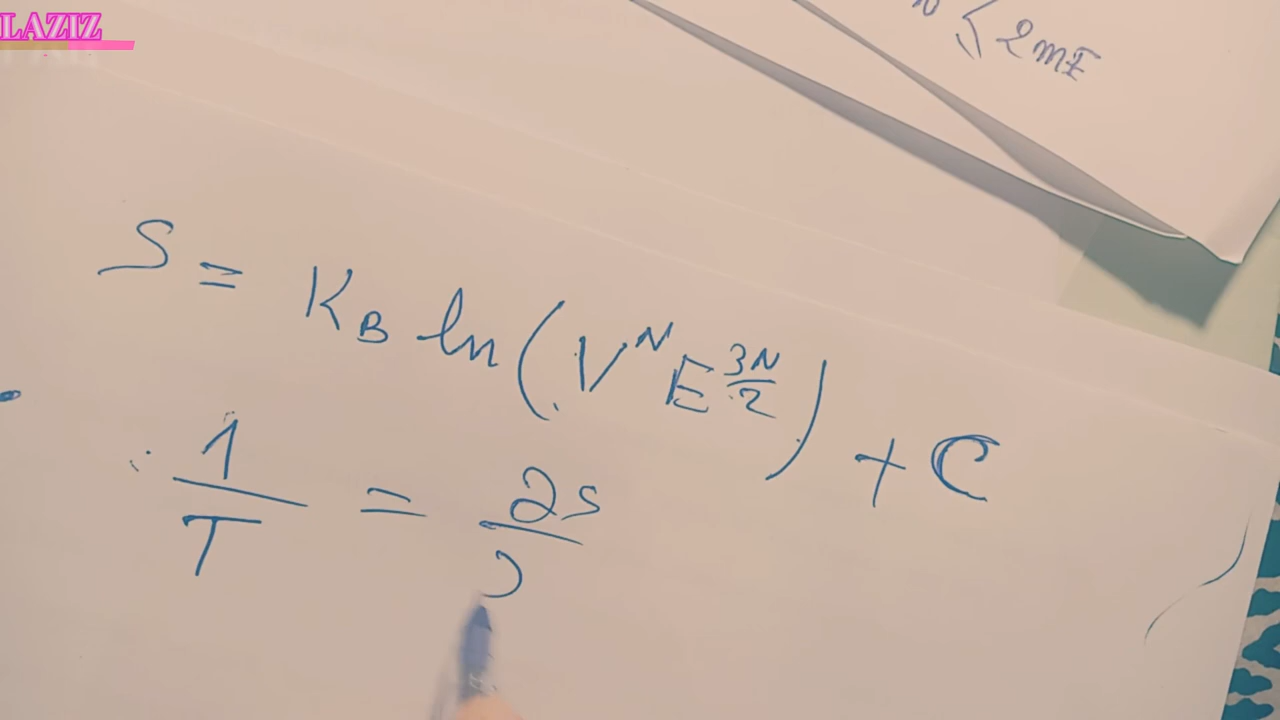 LAZIZ
N ⟨ 2mE
S = K_B ln(V^N E^{3N/2}) + C
1/T = ∂S/∂